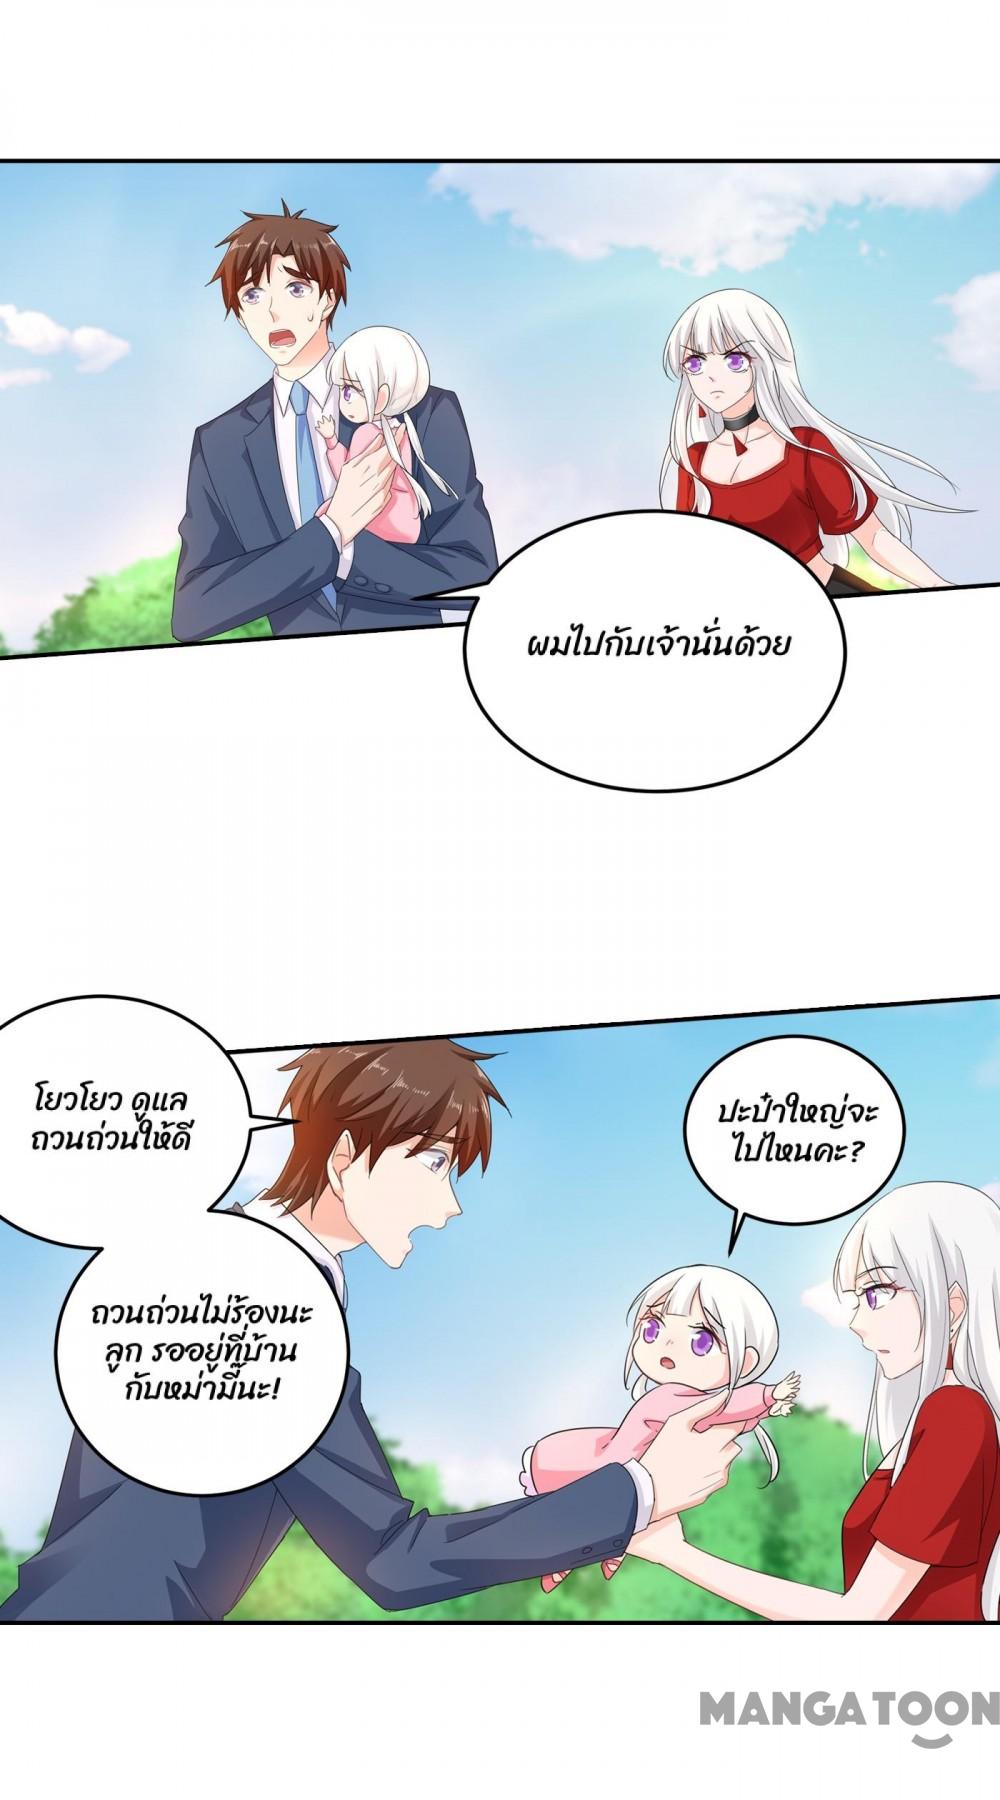 ผมไปกับเจ้านั่นด้วย
โยวโยว ดูแล
ถวนถ่วนให้ดี
ปะป๋าใหญ่จะ
ไปไหนคะ?
ถวนถ่วนไม่ร้องนะ
ลูก รออยู่ที่บ้าน
กับหม่ามี๊นะ!
MANGATOON